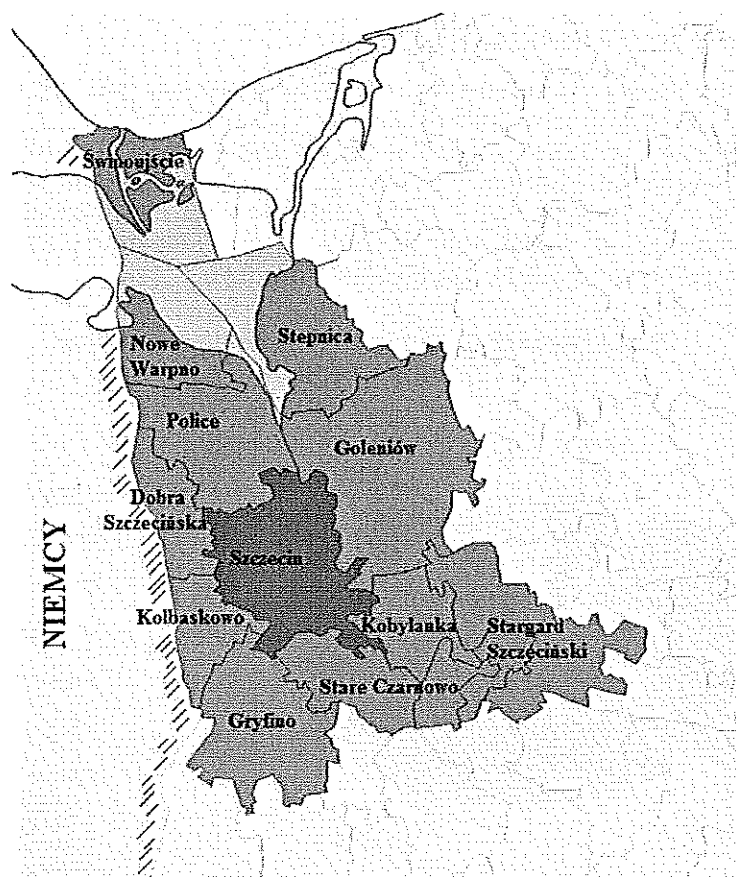 Świnoujście
Stepnica
Nowe
Warpno
Police
Goleniów
Dobra
Szczecińska
Szczecin
NIEMCY
Kołbaskowo
Kobylanka
Stargard
Szczeciński
Stare Czarnowo
Gryfino